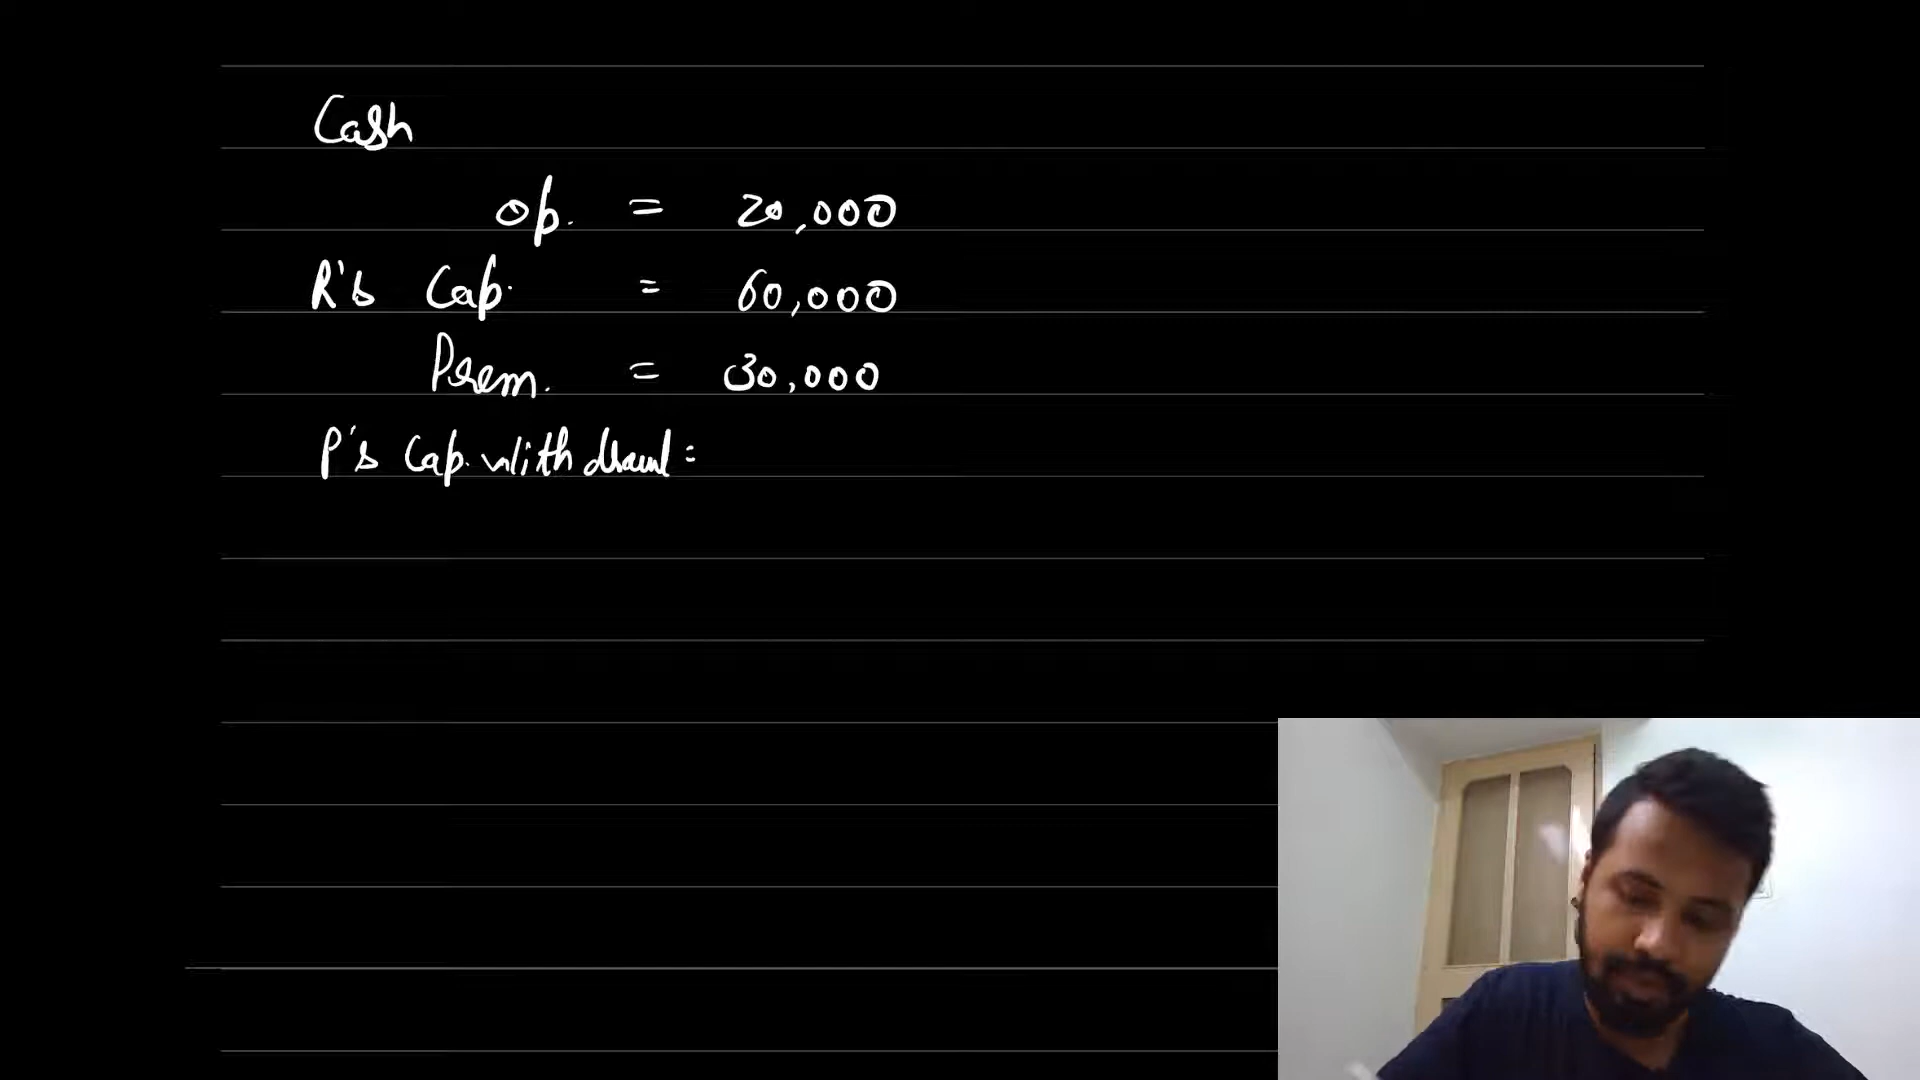 Cash
Op. = 20,000
R's Cap. = 60,000
Prem. = 30,000
P's Cap. withdrawl =